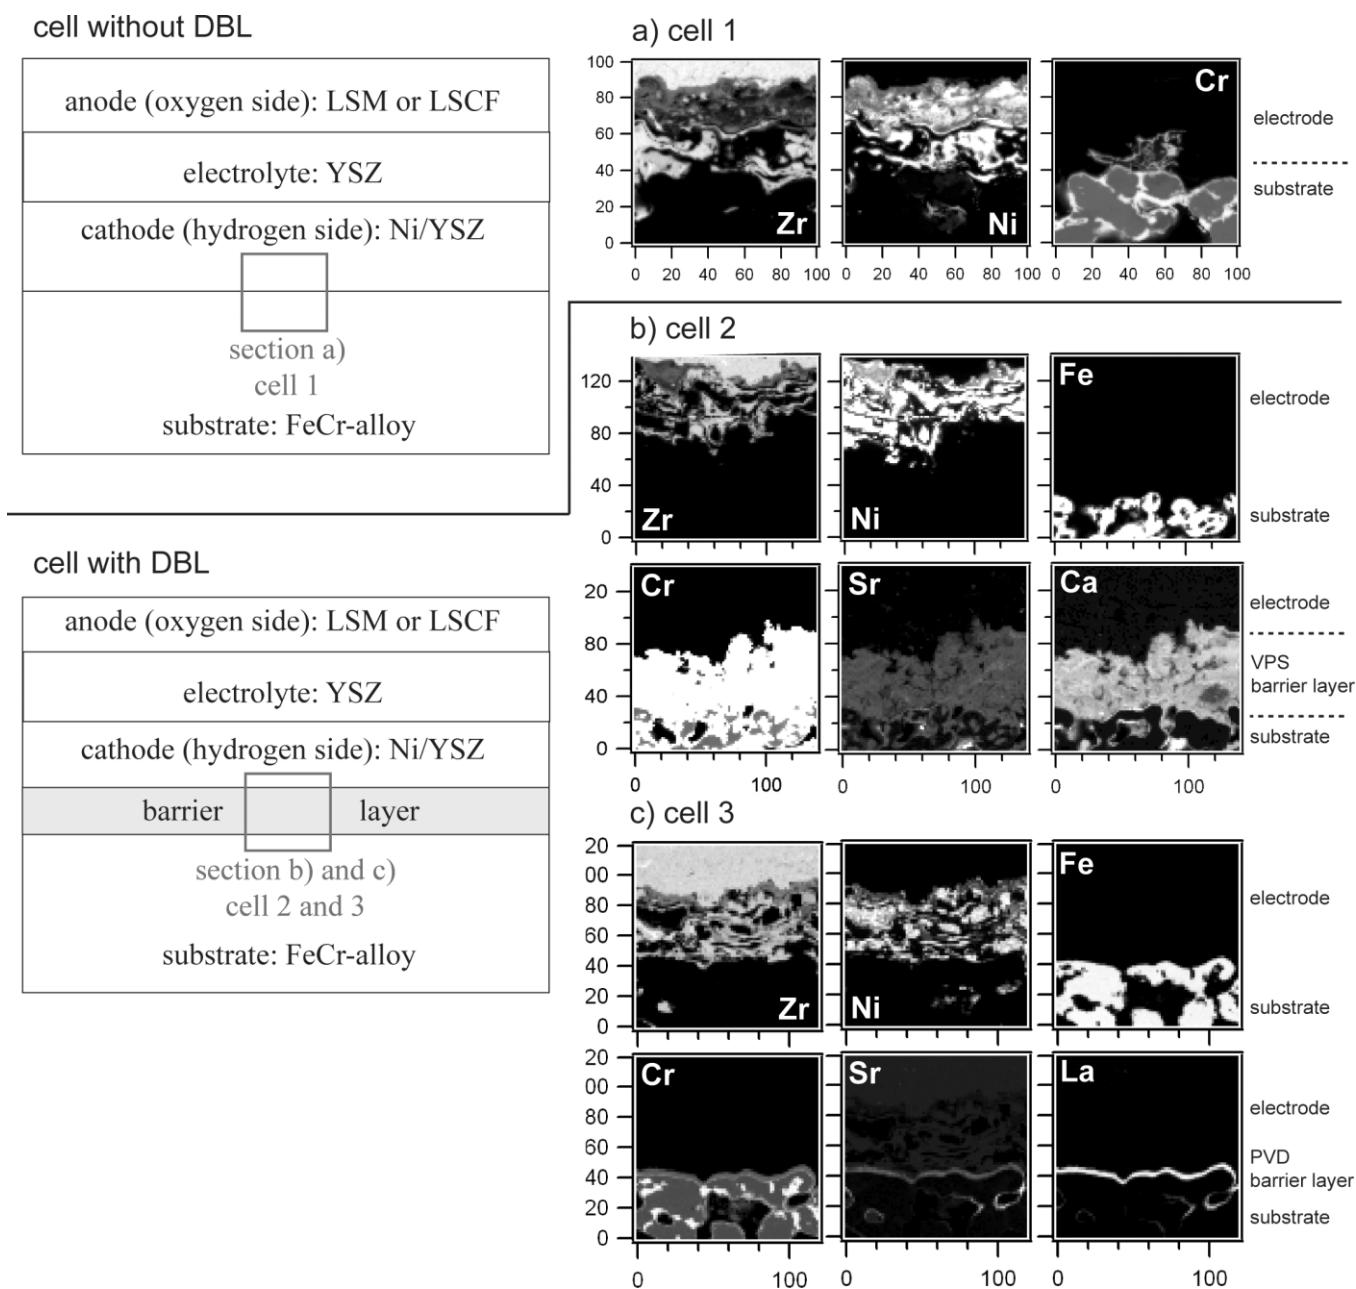 cell without DBL
anode (oxygen side): LSM or LSCF
electrolyte: YSZ
cathode (hydrogen side): Ni/YSZ
section a)
cell 1
substrate: FeCr-alloy
cell with DBL
anode (oxygen side): LSM or LSCF
electrolyte: YSZ
cathode (hydrogen side): Ni/YSZ
barrier layer
section b) and c)
cell 2 and 3
substrate: FeCr-alloy
a) cell 1
100
80
60
40
20
0
Zr
Ni
Cr
electrode
substrate
0 20 40 60 80 100 0 20 40 60 80 100 0 20 40 60 80 100
b) cell 2
120
80
40
0
Zr
Ni
Fe
electrode
substrate
20
80
40
0
Cr
Sr
Ca
electrode
VPS
barrier layer
substrate
0 100 0 100 0 100
c) cell 3
20
00
80
60
40
20
0
Zr
Ni
Fe
electrode
substrate
20
00
80
60
40
20
0
Cr
Sr
La
electrode
PVD
barrier layer
substrate
0 100 0 100 0 100